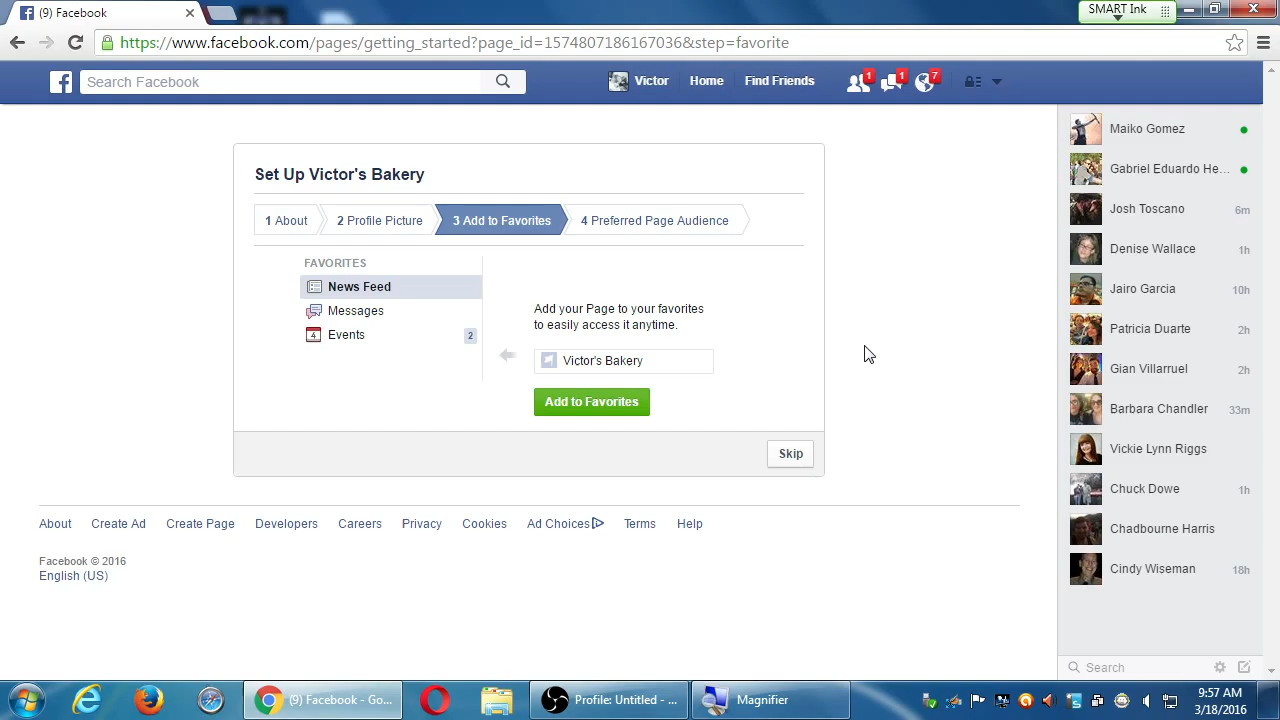 (9) Facebook
SMART Ink
https://www.facebook.com/pages/getting_started?page_id=1574807186167036&step=favorite
Search Facebook
Victor
Home
Find Friends
1
1
7
Set Up Victor's Bakery
1 About
2 Profile Picture
3 Add to Favorites
4 Preferred Page Audience
FAVORITES
News Feed
Messages
4
Events
2
Add your Page to your favorites
to easily access it anytime.
Victor's Bakery
Add to Favorites
Skip
About
Create Ad
Create Page
Developers
Careers
Privacy
Cookies
Ad Choices
Terms
Help
Facebook © 2016
English (US)
Maiko Gomez
Gabriel Eduardo He...
Josh Toscano 6m
Denise Wallace 1h
Jairo Garcia 10h
Patricia Duarte 2h
Gian Villarruel 2h
Barbara Chandler 33m
Vickie Lynn Riggs
Chuck Dowe 1h
Chadbourne Harris
Cindy Wiseman 18h
Search
(9) Facebook - Go...
Profile: Untitled - ...
Magnifier
9:57 AM
3/18/2016